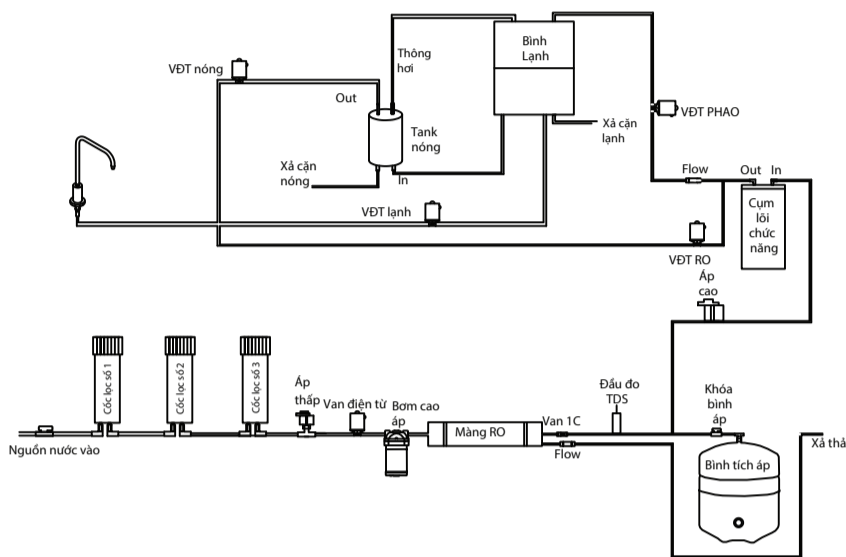 Bình
Lạnh
Thông
hơi
VĐT nóng
Out
Tank
nóng
Xả cặn
nóng
In
Xả cặn
lạnh
VĐT PHAO
Flow
Out
In
Cụm
lõi
chức
năng
VĐT lạnh
VĐT RO
Áp
cao
Cốc lọc số 1
Cốc lọc số 2
Cốc lọc số 3
Áp
thấp
Van điện từ
Bơm cao
áp
Màng RO
Van 1C
Flow
Đầu đo
TDS
Khóa
bình
áp
Bình tích áp
Nguồn nước vào
Xả thả